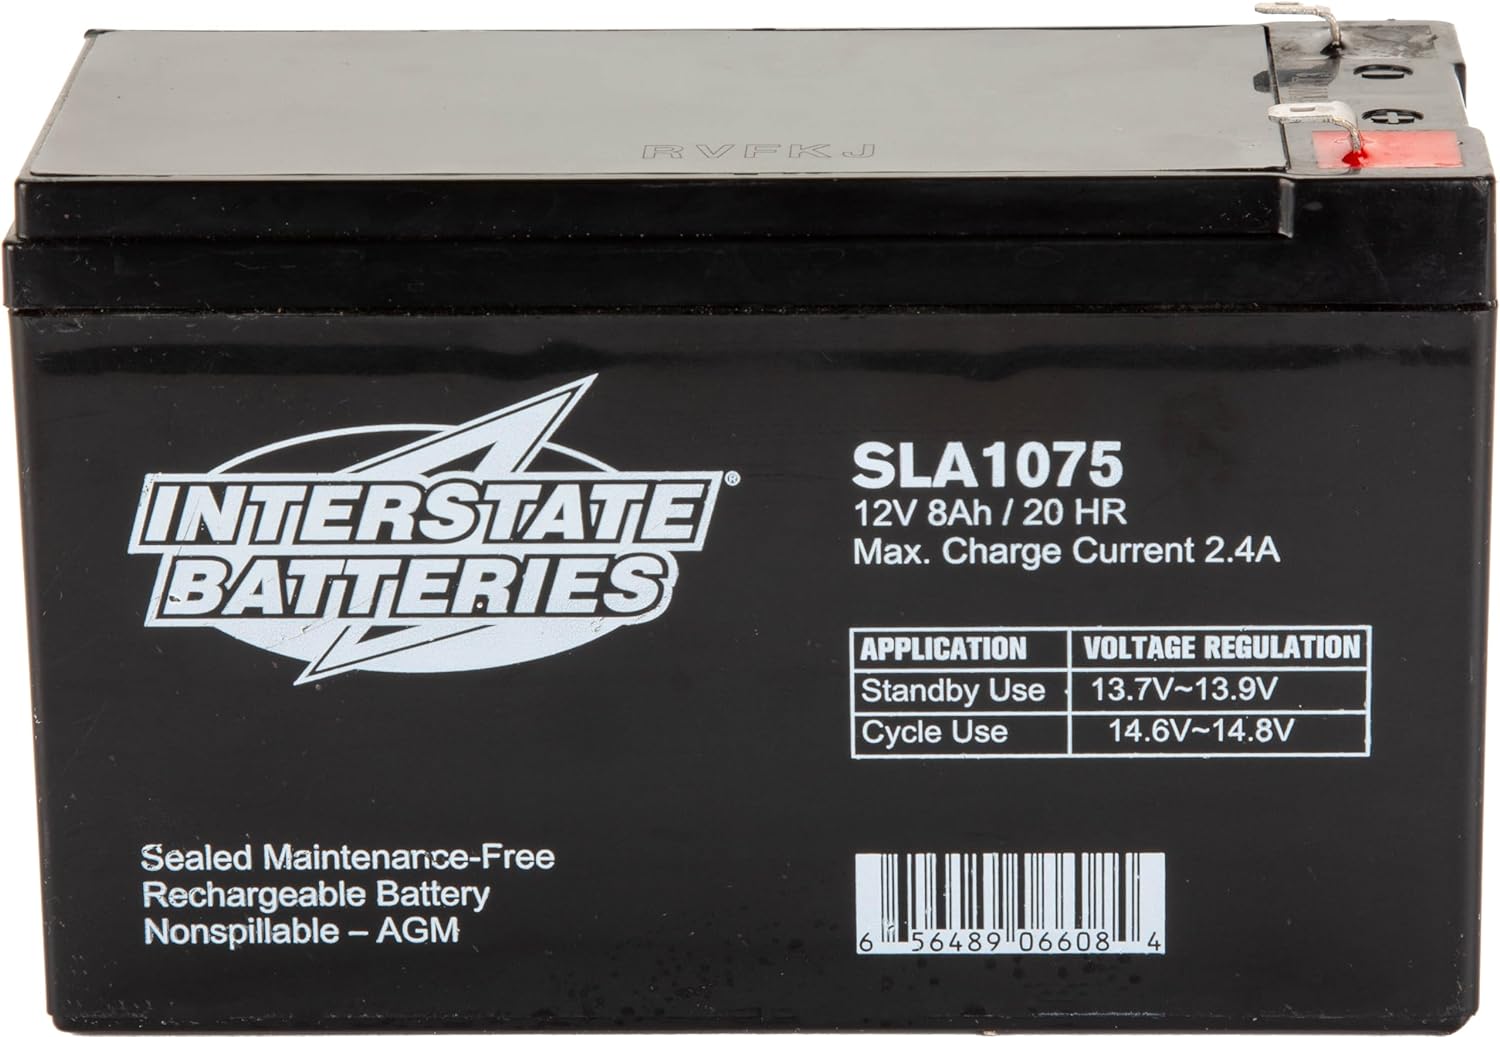 RVFKJ
INTERSTATE®
BATTERIES
SLA1075
12V 8Ah / 20 HR
Max. Charge Current 2.4A
APPLICATION VOLTAGE REGULATION
Standby Use 13.7V~13.9V
Cycle Use 14.6V~14.8V
Sealed Maintenance-Free
Rechargeable Battery
Nonspillable – AGM
6 56489 06608 4